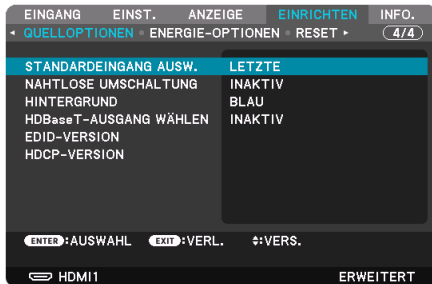 EINGANG EINST. ANZEIGE EINRICHTEN INFO.
◂ QUELLOPTIONEN ENERGIE-OPTIONEN RESET ▸ 4/4
STANDARDEINGANG AUSW. LETZTE
NAHTLOSE UMSCHALTUNG INAKTIV
HINTERGRUND BLAU
HDBaseT-AUSGANG WÄHLEN INAKTIV
EDID-VERSION
HDCP-VERSION
ENTER:AUSWAHL EXIT:VERL. ♦:VERS.
HDMI1 ERWEITERT